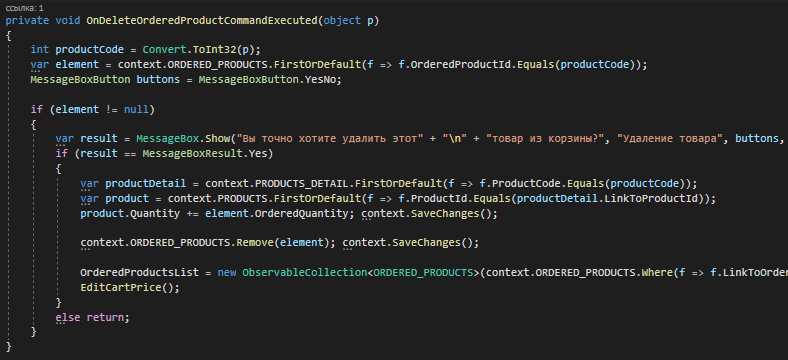 ссылка: 1
private void OnDeleteOrderedProductCommandExecuted(object p)
{
int productCode = Convert.ToInt32(p);
var element = context.ORDERED_PRODUCTS.FirstOrDefault(f => f.OrderedProductId.Equals(productCode));
MessageBoxButton buttons = MessageBoxButton.YesNo;
if (element != null)
{
var result = MessageBox.Show("Вы точно хотите удалить этот" + "\n" + "товар из корзины?", "Удаление товара", buttons,
if (result == MessageBoxResult.Yes)
{
var productDetail = context.PRODUCTS_DETAIL.FirstOrDefault(f => f.ProductCode.Equals(productCode));
var product = context.PRODUCTS.FirstOrDefault(f => f.ProductId.Equals(productDetail.LinkToProductId));
product.Quantity += element.OrderedQuantity; context.SaveChanges();
context.ORDERED_PRODUCTS.Remove(element); context.SaveChanges();
OrderedProductsList = new ObservableCollection<ORDERED_PRODUCTS>(context.ORDERED_PRODUCTS.Where(f => f.LinkToOrde
EditCartPrice();
}
else return;
}
}